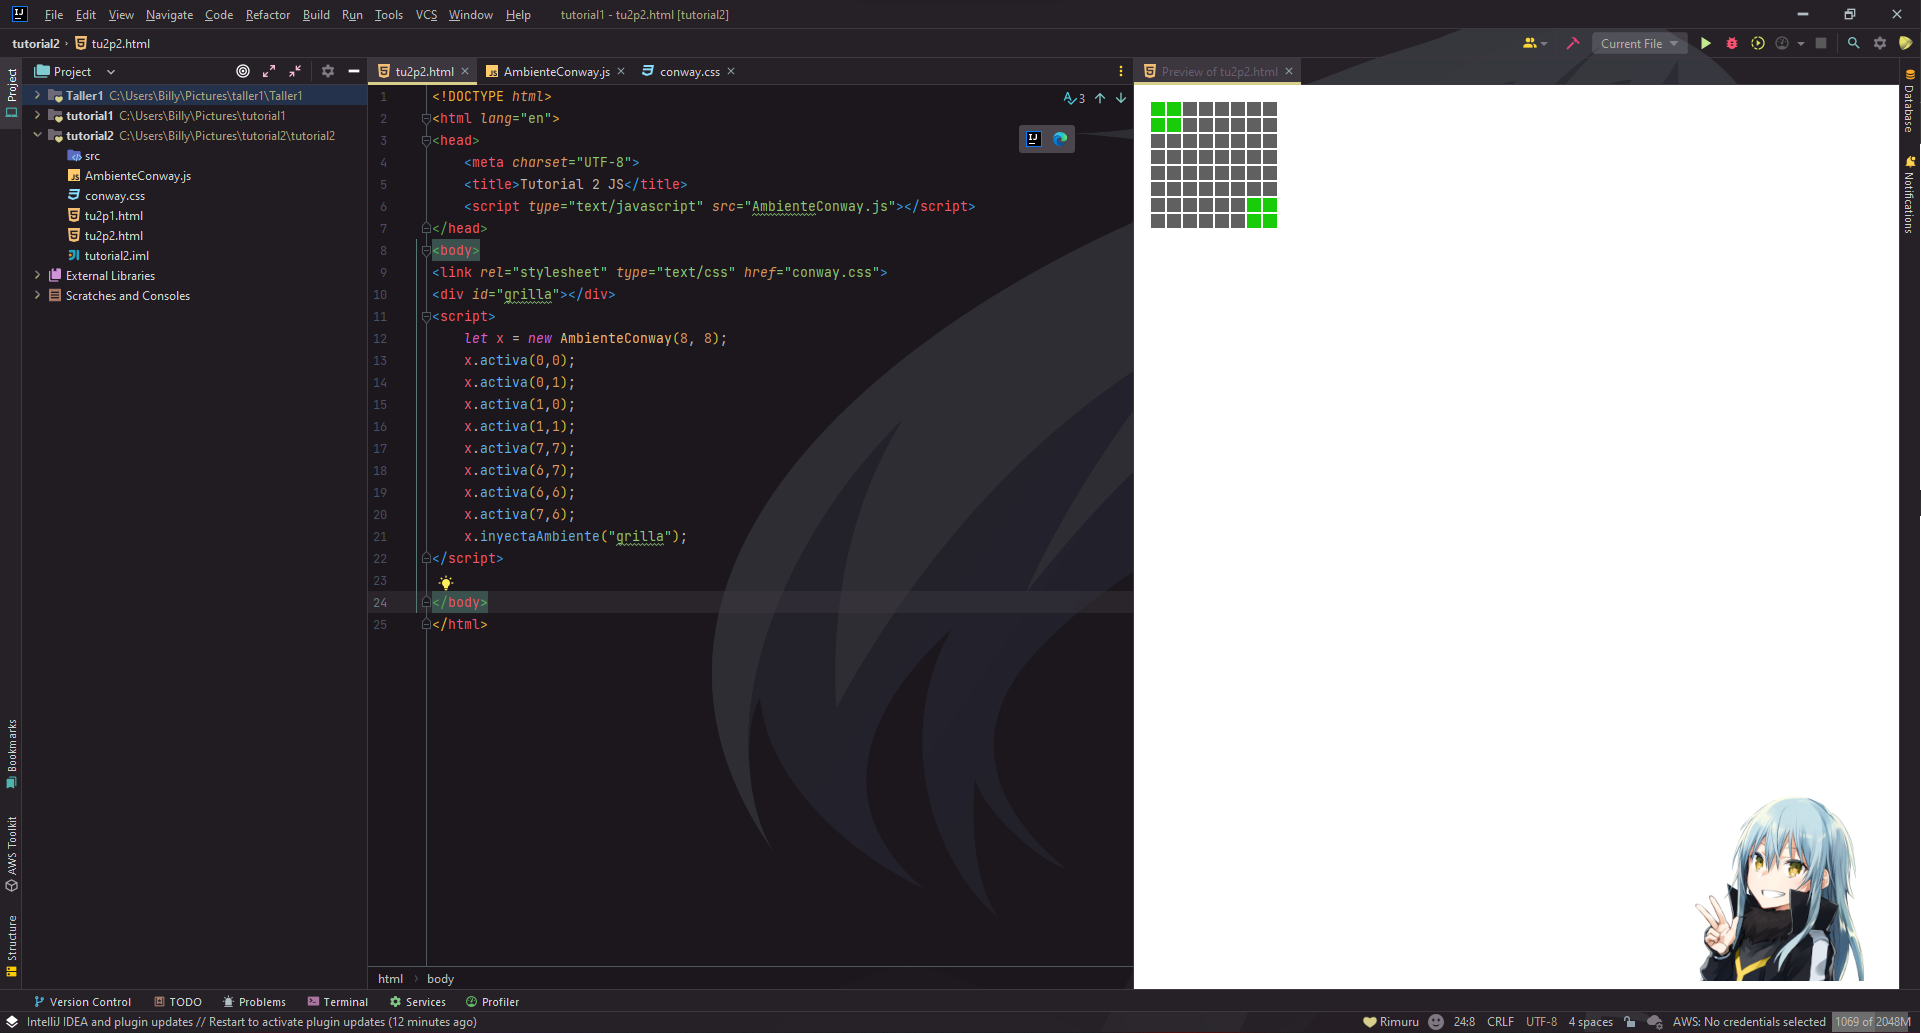 File Edit View Navigate Code Refactor Build Run Tools VCS Window Help tutorial1 - tu2p2.html [tutorial2]
tutorial2 tu2p2.html Current File
Project
Project
Taller1 C:\Users\Billy\Pictures\taller1\Taller1
tutorial1 C:\Users\Billy\Pictures\tutorial1
tutorial2 C:\Users\Billy\Pictures\tutorial2\tutorial2
src
AmbienteConway.js
conway.css
tu2p1.html
tu2p2.html
tutorial2.iml
External Libraries
Scratches and Consoles
Bookmarks
AWS Toolkit
Structure
tu2p2.html AmbienteConway.js conway.css
3
1 <!DOCTYPE html>
2 <html lang="en">
3 <head>
4 <meta charset="UTF-8">
5 <title>Tutorial 2 JS</title>
6 <script type="text/javascript" src="AmbienteConway.js"></script>
7 </head>
8 <body>
9 <link rel="stylesheet" type="text/css" href="conway.css">
10 <div id="grilla"></div>
11 <script>
12 let x = new AmbienteConway(8, 8);
13 x.activa(0,0);
14 x.activa(0,1);
15 x.activa(1,0);
16 x.activa(1,1);
17 x.activa(7,7);
18 x.activa(6,7);
19 x.activa(6,6);
20 x.activa(7,6);
21 x.inyectaAmbiente("grilla");
22 </script>
23
24 </body>
25 </html>
html body
Preview of tu2p2.html
Database
Notifications
Version Control TODO Problems Terminal Services Profiler
IntelliJ IDEA and plugin updates // Restart to activate plugin updates (12 minutes ago)
Rimuru 24:8 CRLF UTF-8 4 spaces AWS: No credentials selected 1069 of 2048M